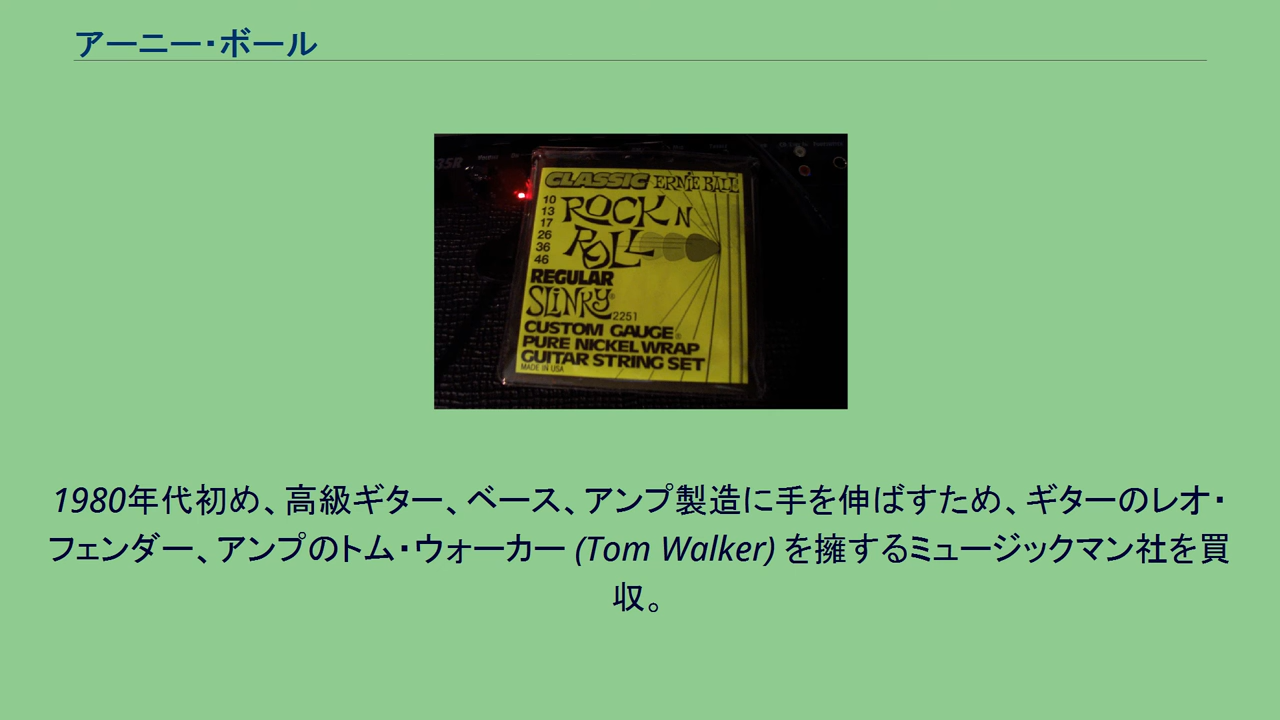 アーニー・ボール
CLASSIC ERNIE BALL
10
13
17
26
36
46
ROCK N
ROLL
REGULAR
SLINKY
2251
CUSTOM GAUGE
PURE NICKEL WRAP
GUITAR STRING SET
MADE IN USA
1980年代初め、高級ギター、ベース、アンプ製造に手を伸ばすため、ギターのレオ・
フェンダー、アンプのトム・ウォーカー (Tom Walker) を擁するミュージックマン社を買
収。